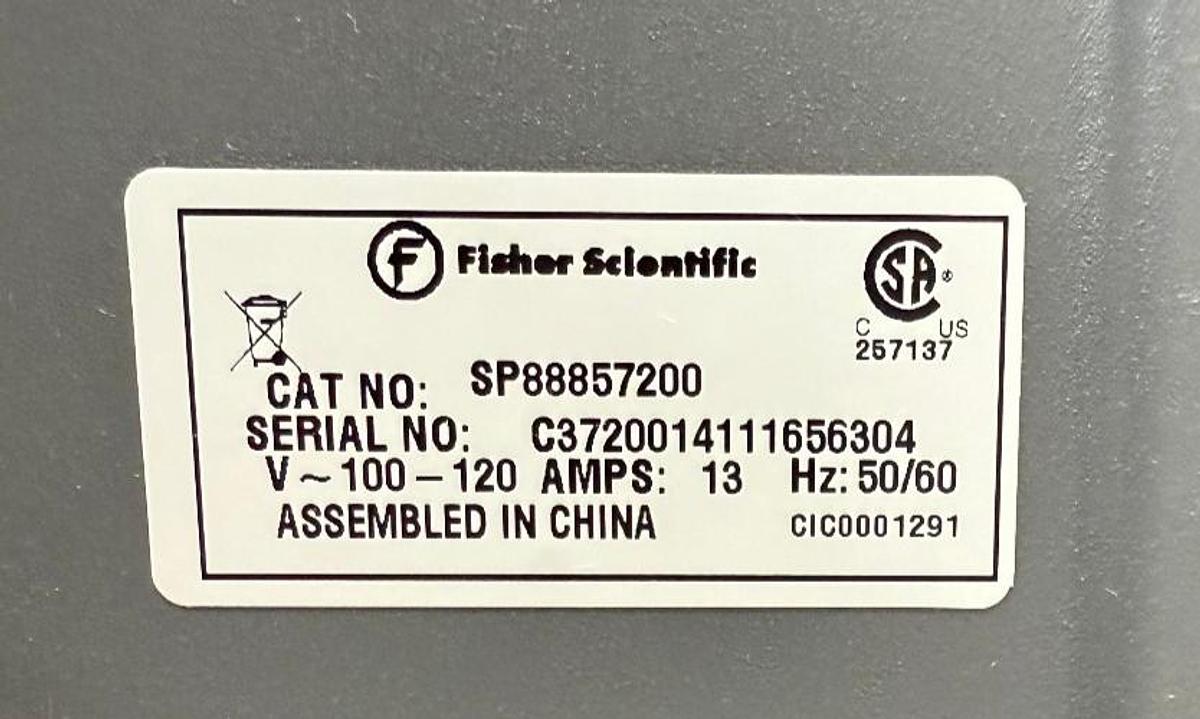 F Fisher Scientific
CSA®
C US
257137
CAT NO: SP88857200
SERIAL NO: C3720014111656304
V~100–120 AMPS: 13 Hz: 50/60
ASSEMBLED IN CHINA CIC0001291